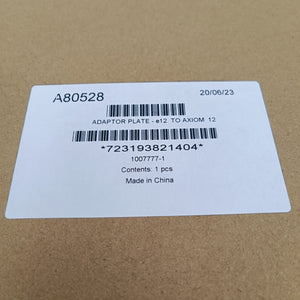 A80528 20/06/23
ADAPTOR PLATE - e12 TO AXIOM 12
*723193821404*
1007777-1
Contents: 1 pcs
Made in China